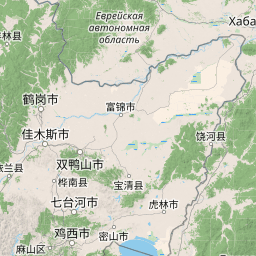 Еврейская
автономная
область
Хаба
林县
鹤岗市
富锦市
佳木斯市
饶河县
双鸭山市
依兰县
桦南县
宝清县
七台河市
虎林市
鸡西市
密山市
麻山区